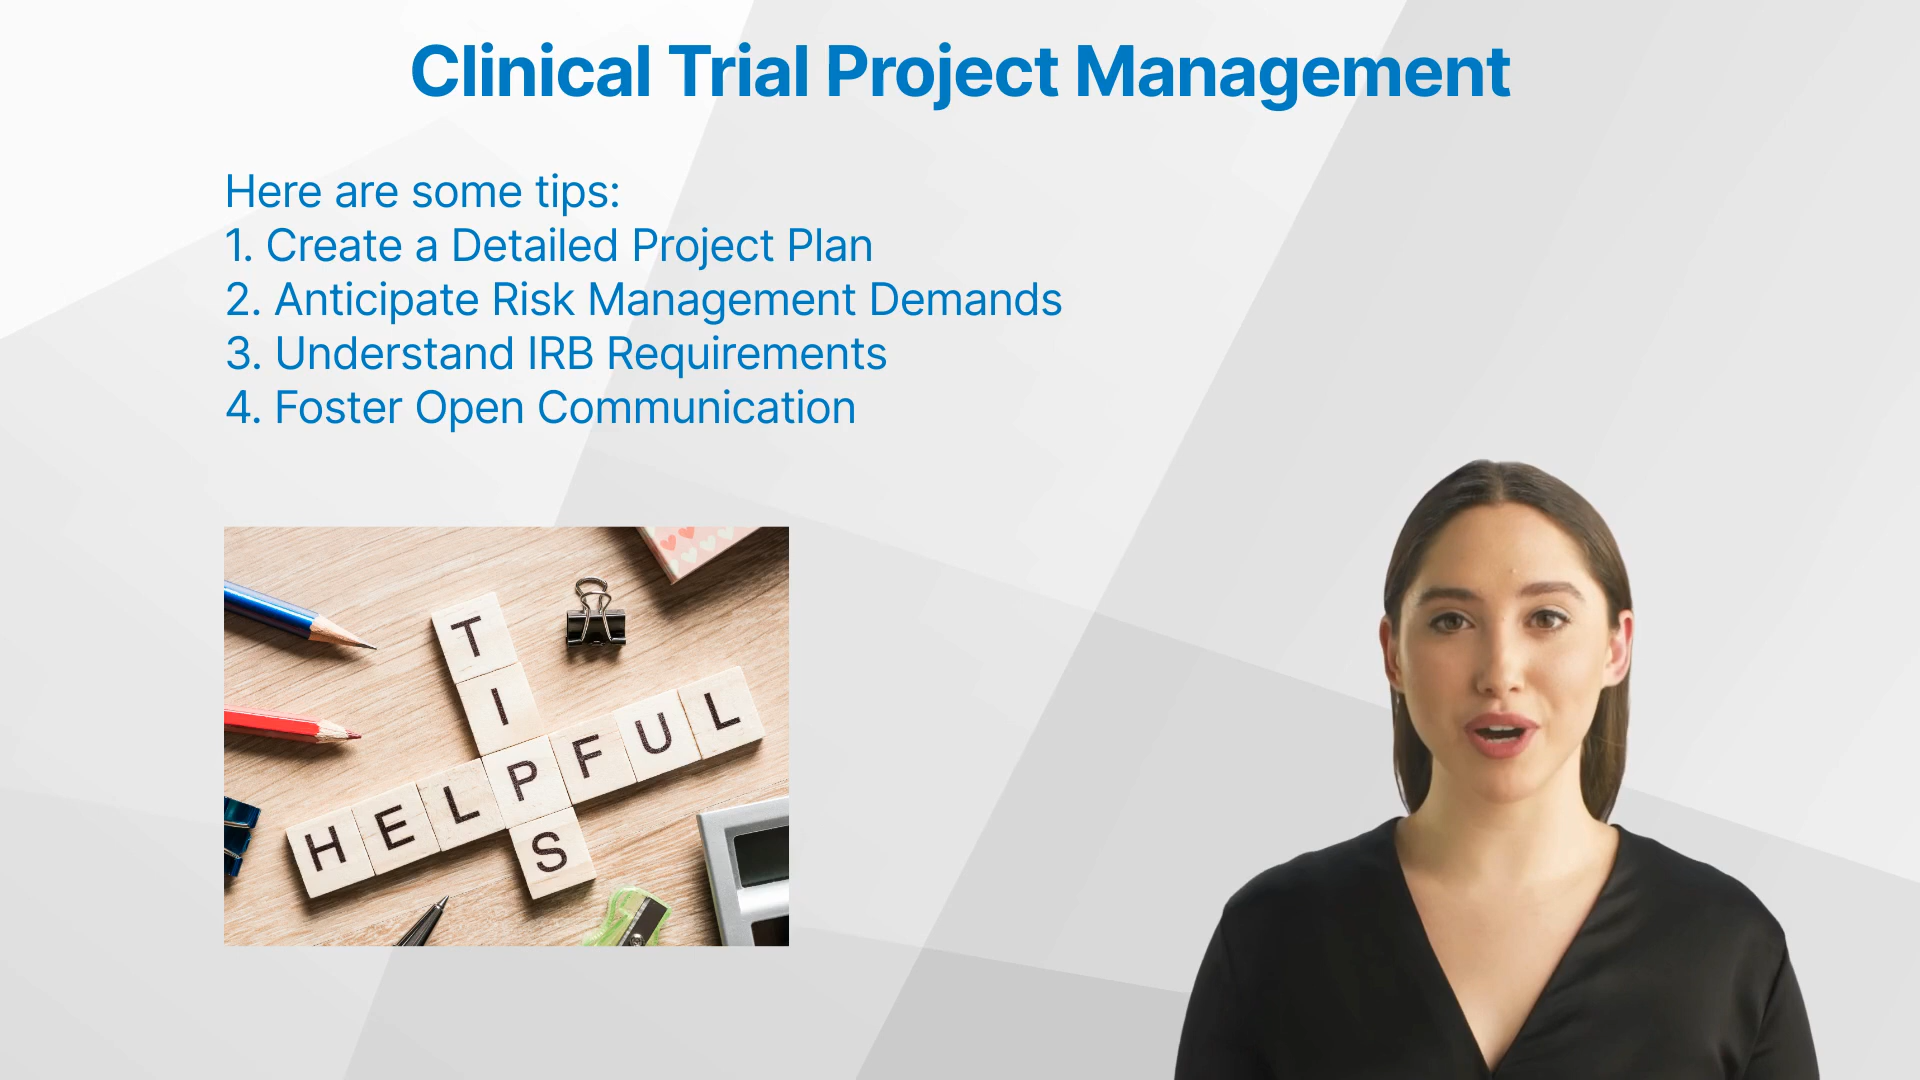 Clinical Trial Project Management
Here are some tips:
1. Create a Detailed Project Plan
2. Anticipate Risk Management Demands
3. Understand IRB Requirements
4. Foster Open Communication
TIPS
HELPFUL